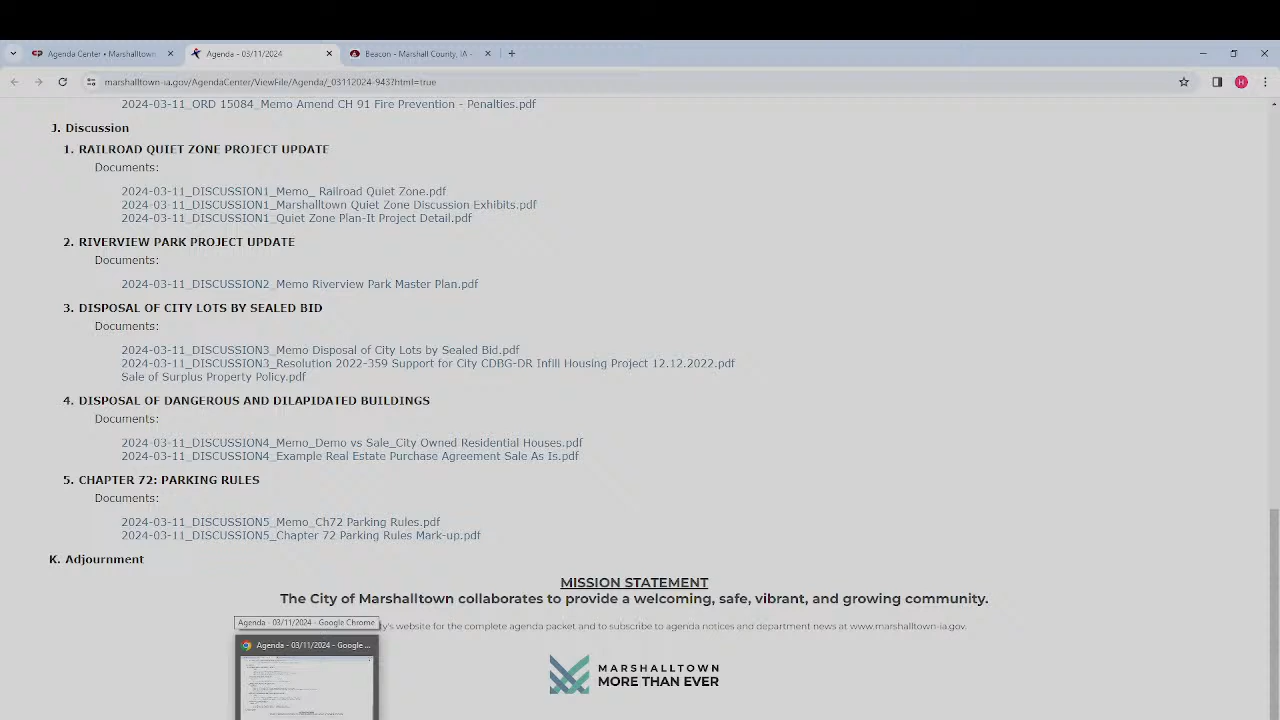 Agenda Center • Marshalltown
Agenda - 03/11/2024
Beacon - Marshall County, IA -
marshalltown-ia.gov/AgendaCenter/ViewFile/Agenda/_03112024-943?html=true
H
2024-03-11_ORD 15084_Memo Amend CH 91 Fire Prevention - Penalties.pdf
J. Discussion
1. RAILROAD QUIET ZONE PROJECT UPDATE
Documents:
2024-03-11_DISCUSSION1_Memo_ Railroad Quiet Zone.pdf
2024-03-11_DISCUSSION1_Marshalltown Quiet Zone Discussion Exhibits.pdf
2024-03-11_DISCUSSION1_Quiet Zone Plan-It Project Detail.pdf
2. RIVERVIEW PARK PROJECT UPDATE
Documents:
2024-03-11_DISCUSSION2_Memo Riverview Park Master Plan.pdf
3. DISPOSAL OF CITY LOTS BY SEALED BID
Documents:
2024-03-11_DISCUSSION3_Memo Disposal of City Lots by Sealed Bid.pdf
2024-03-11_DISCUSSION3_Resolution 2022-359 Support for City CDBG-DR Infill Housing Project 12.12.2022.pdf
Sale of Surplus Property Policy.pdf
4. DISPOSAL OF DANGEROUS AND DILAPIDATED BUILDINGS
Documents:
2024-03-11_DISCUSSION4_Memo_Demo vs Sale_City Owned Residential Houses.pdf
2024-03-11_DISCUSSION4_Example Real Estate Purchase Agreement Sale As Is.pdf
5. CHAPTER 72: PARKING RULES
Documents:
2024-03-11_DISCUSSION5_Memo_Ch72 Parking Rules.pdf
2024-03-11_DISCUSSION5_Chapter 72 Parking Rules Mark-up.pdf
K. Adjournment
MISSION STATEMENT
The City of Marshalltown collaborates to provide a welcoming, safe, vibrant, and growing community.
Agenda - 03/11/2024 - Google Chrome
ty's website for the complete agenda packet and to subscribe to agenda notices and department news at www.marshalltown-ia.gov.
Agenda - 03/11/2024 - Google ...
MARSHALLTOWN
MORE THAN EVER